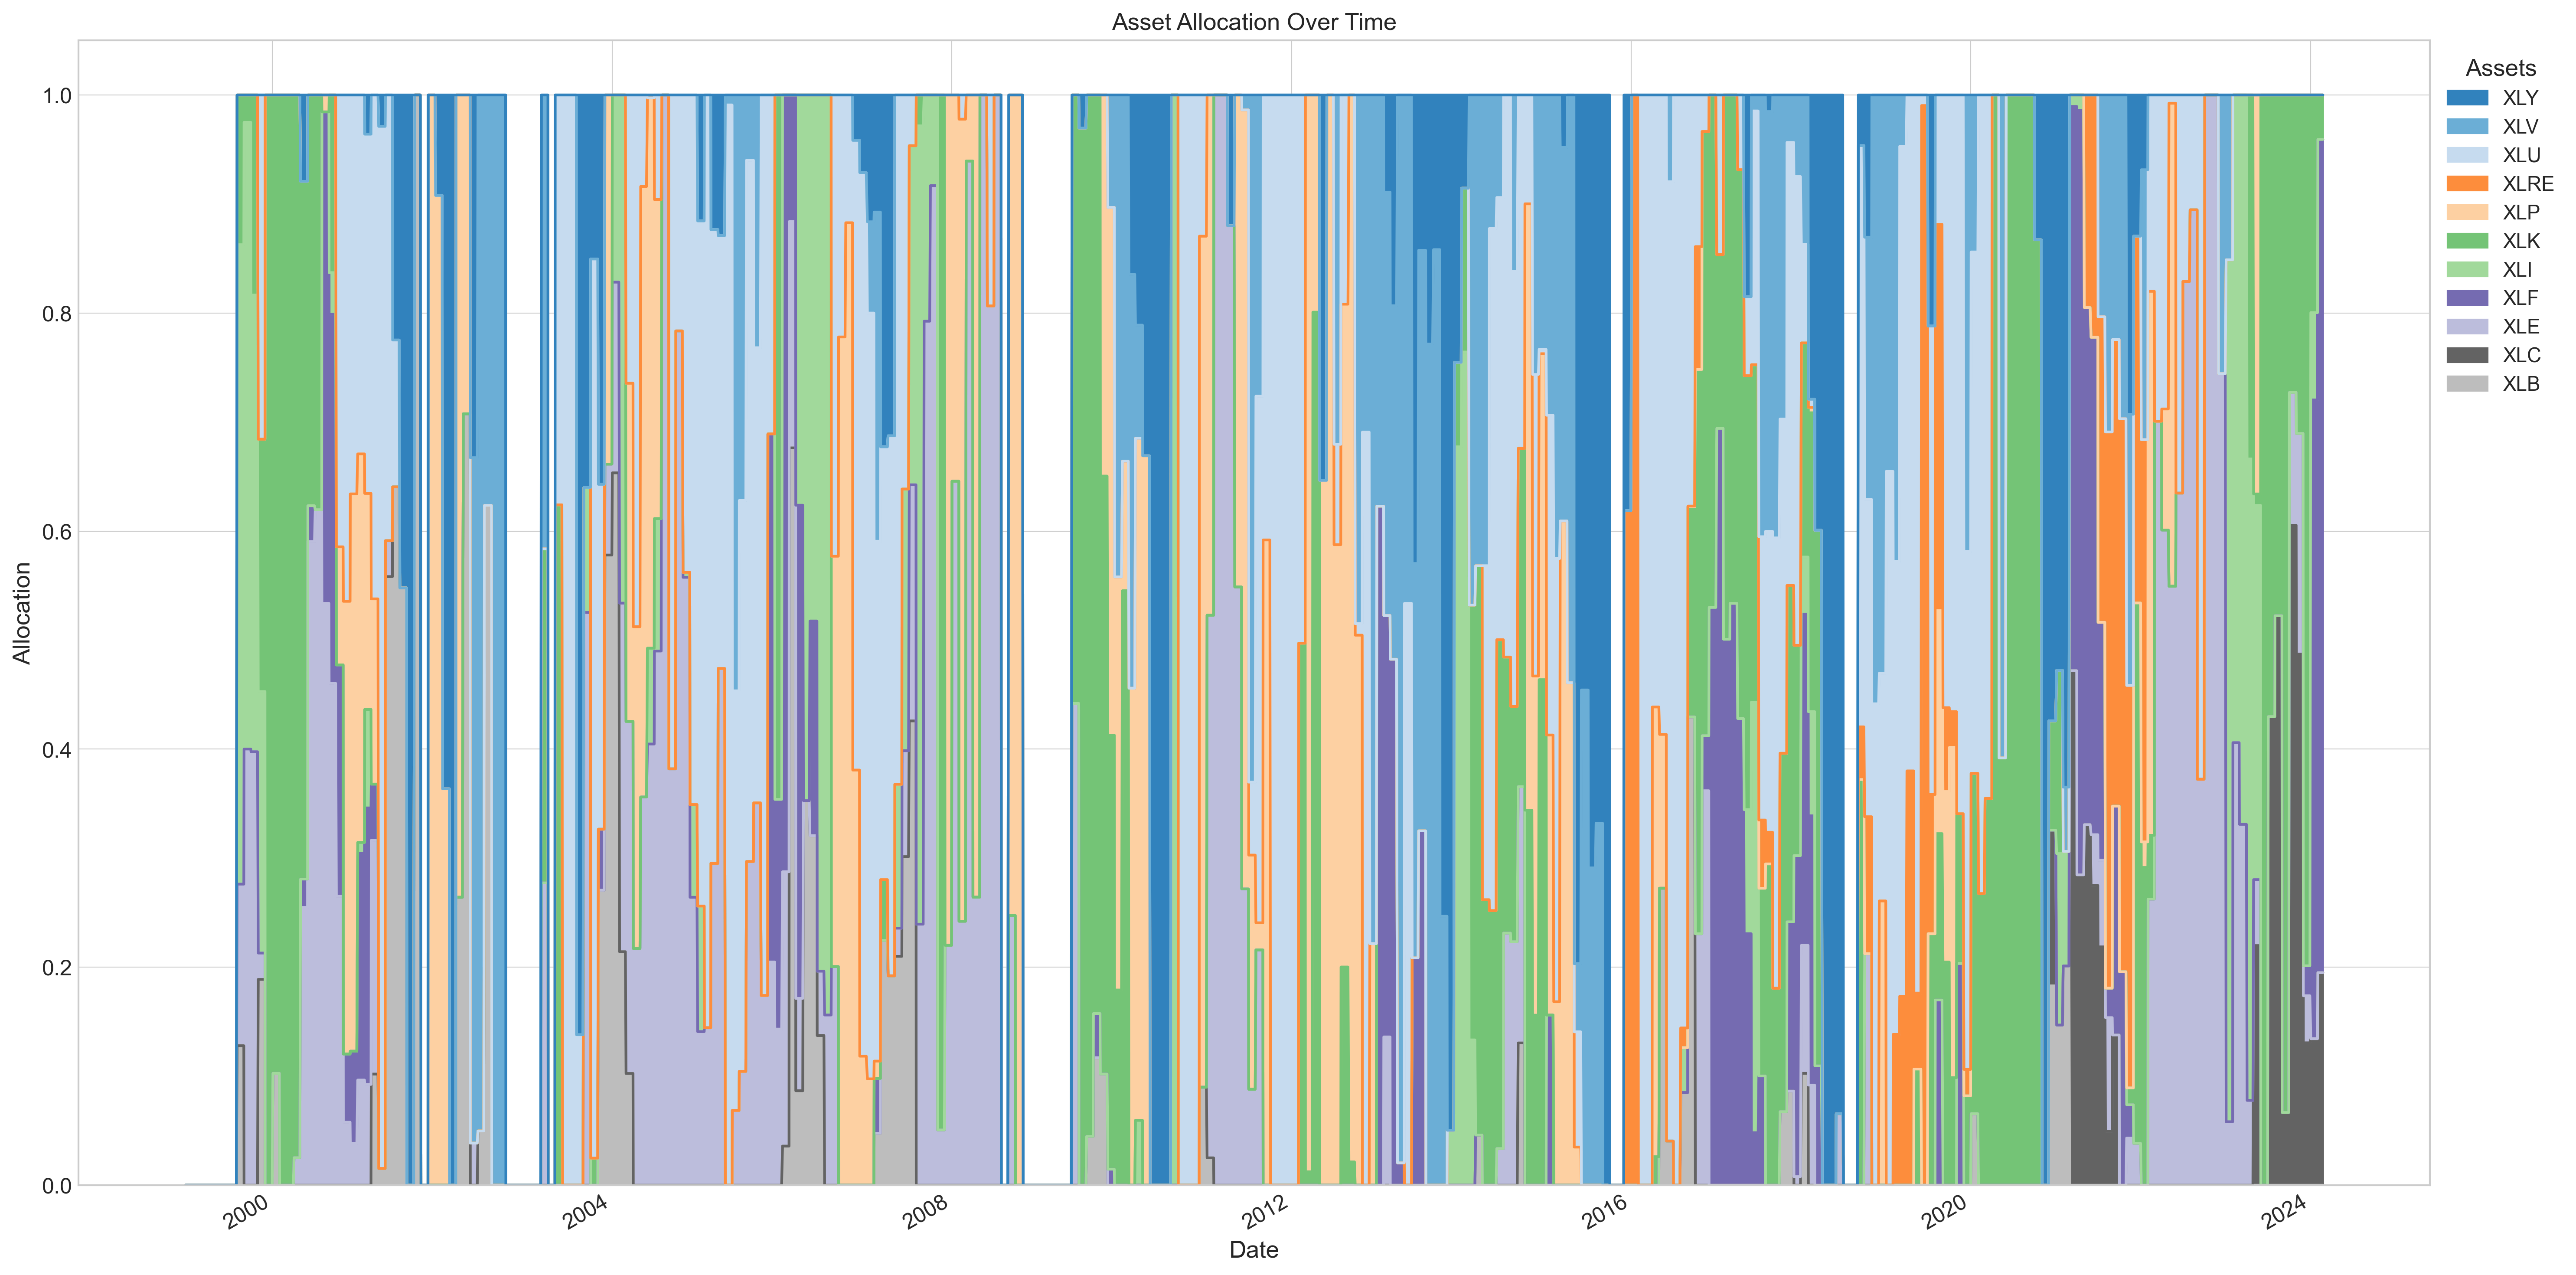 Asset Allocation Over Time
Assets
XLY
XLV
XLU
XLRE
XLP
XLK
XLI
XLF
XLE
XLC
XLB
Allocation
1.0
0.8
0.6
0.4
0.2
0.0
2000
2004
2008
2012
2016
2020
2024
Date